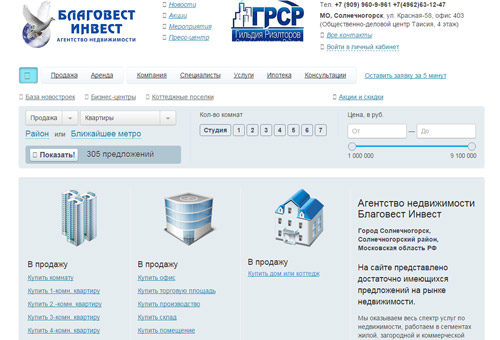 БЛАГОВЕСТ
ИНВЕСТ
АГЕНТСТВО НЕДВИЖИМОСТИ
Новости
Акции
Мероприятия
Пресс-центр
ГРСР
Гильдия Риэлторов
Тел. +7 (909) 960-9-961 +7(4962)63-12-47
МО, Солнечногорск, ул. Красная-58, офис 403
(Общественно-деловой центр Таисия, 4 этаж)
Все контакты
Войти в личный кабинет
Продажа Аренда Компания Специалисты Услуги Ипотека Консультации Оставить заявку за 5 минут
База новостроек Бизнес-центры Коттеджные поселки Акции и скидки
Продажа Квартиры
Район или Ближайшее метро
Показать! 305 предложений
Кол-во комнат
Студия 1 2 3 4 5 6 7
Цена, в руб.
От — До
1 000 000 9 100 000
В продажу
Купить комнату
Купить 1-комн. квартиру
Купить 2 -комн. квартиру
Купить 3-комн. квартиру
Купить 4-комн. квартиру
В продажу
Купить офис
Купить торговую площадь
Купить производство
Купить склад
Купить помещение
В продажу
Купить дом или коттедж
Агентство недвижимости
Благовест Инвест
Город Солнечногорск,
Солнечногорский район,
Московская область РФ
На сайте представлено
достаточно имеющихся
предложений на рынке
недвижимости.
Мы оказываем весь спектр услуг по
недвижимости, работаем в сегментах
жилой, загородной и коммерческой